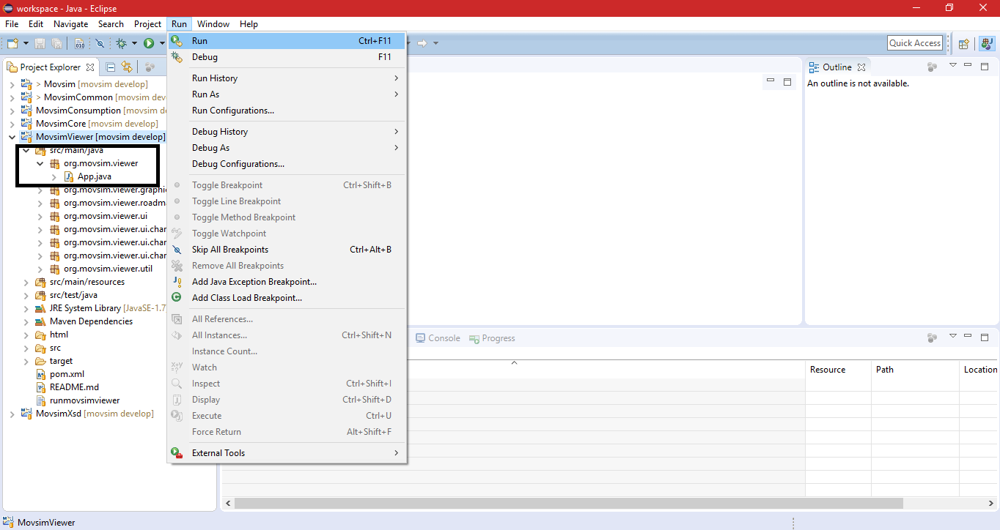 workspace - Java - Eclipse
File Edit Navigate Search Project Run Window Help
Quick Access
Project Explorer
> Movsim [movsim develop]
> MovsimCommon [movsim dev
MovsimConsumption [movsim d
MovsimCore [movsim develop]
MovsimViewer [movsim develop]
src/main/java
org.movsim.viewer
App.java
org.movsim.viewer.graphic
org.movsim.viewer.roadma
org.movsim.viewer.ui
org.movsim.viewer.ui.char
org.movsim.viewer.ui.char
org.movsim.viewer.ui.char
org.movsim.viewer.util
src/main/resources
src/test/java
JRE System Library [JavaSE-1.7
Maven Dependencies
html
src
target
pom.xml
README.md
runmovsimviewer
MovsimXsd [movsim develop]
Run Ctrl+F11
Debug F11
Run History
Run As
Run Configurations...
Debug History
Debug As
Debug Configurations...
Toggle Breakpoint Ctrl+Shift+B
Toggle Line Breakpoint
Toggle Method Breakpoint
Toggle Watchpoint
Skip All Breakpoints Ctrl+Alt+B
Remove All Breakpoints
Add Java Exception Breakpoint...
Add Class Load Breakpoint...
All References...
All Instances... Ctrl+Shift+N
Instance Count...
Watch
Inspect Ctrl+Shift+I
Display Ctrl+Shift+D
Execute Ctrl+U
Force Return Alt+Shift+F
External Tools
Outline
An outline is not available.
Console Progress
Resource Path Location
MovsimViewer